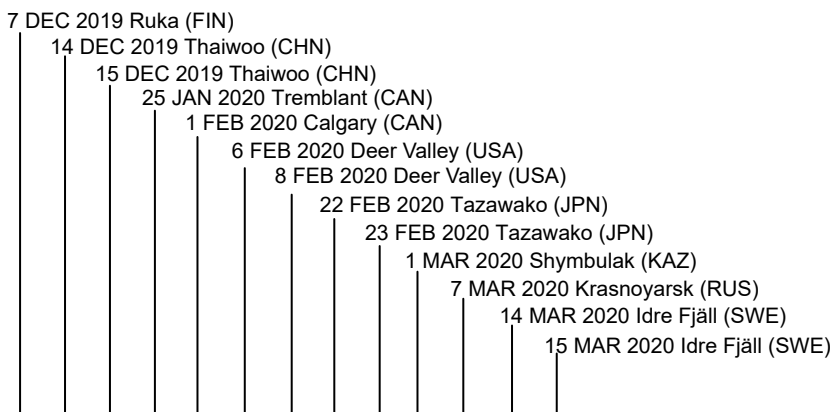 7 DEC 2019 Ruka (FIN)
14 DEC 2019 Thaiwoo (CHN)
15 DEC 2019 Thaiwoo (CHN)
25 JAN 2020 Tremblant (CAN)
1 FEB 2020 Calgary (CAN)
6 FEB 2020 Deer Valley (USA)
8 FEB 2020 Deer Valley (USA)
22 FEB 2020 Tazawako (JPN)
23 FEB 2020 Tazawako (JPN)
1 MAR 2020 Shymbulak (KAZ)
7 MAR 2020 Krasnoyarsk (RUS)
14 MAR 2020 Idre Fjäll (SWE)
15 MAR 2020 Idre Fjäll (SWE)